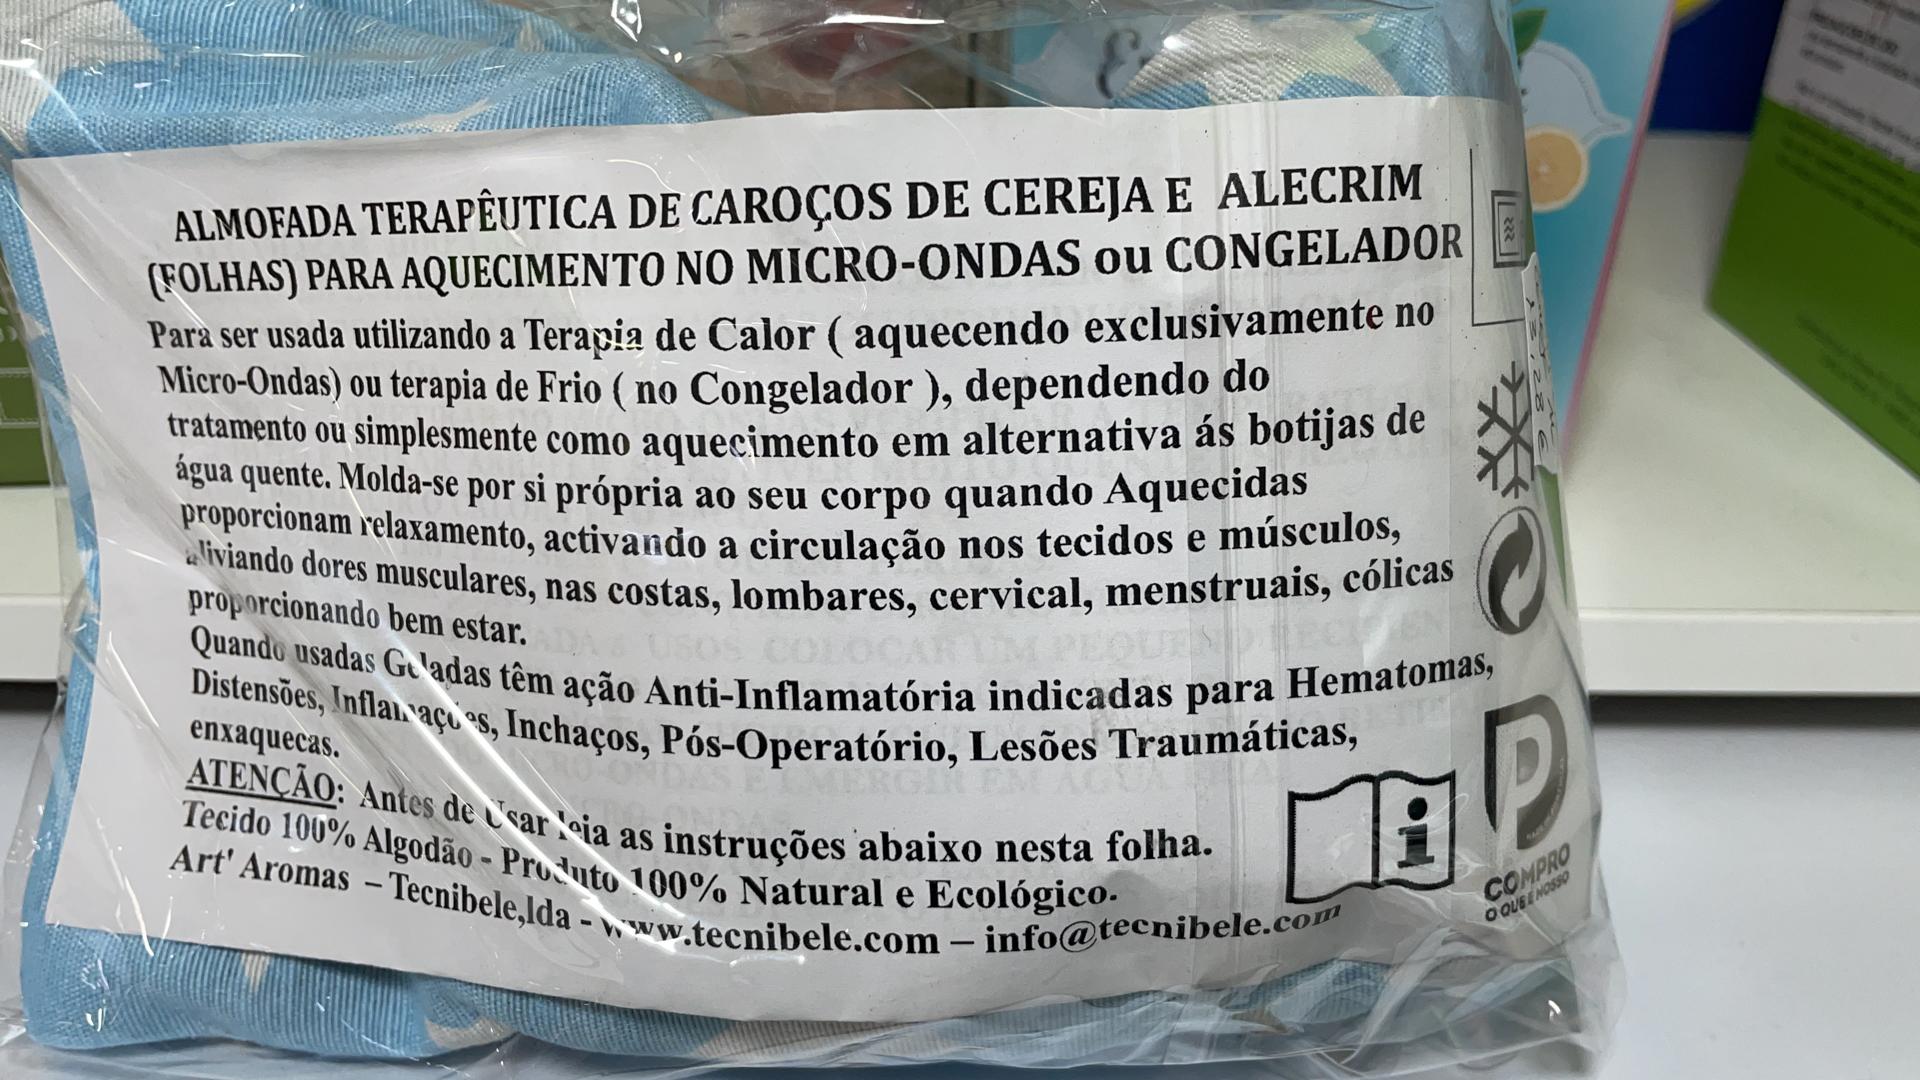 ALMOFADA TERAPÊUTICA DE CAROÇOS DE CEREJA E ALECRIM
(FOLHAS) PARA AQUECIMENTO NO MICRO-ONDAS ou CONGELADOR
Para ser usada utilizando a Terapia de Calor ( aquecendo exclusivamente no
Micro-Ondas) ou terapia de Frio ( no Congelador ), dependendo do
tratamento ou simplesmente como aquecimento em alternativa ás botijas de
água quente. Molda-se por si própria ao seu corpo quando Aquecidas
proporcionam relaxamento, activando a circulação nos tecidos e músculos,
aliviando dores musculares, nas costas, lombares, cervical, menstruais, cólicas
proporcionando bem estar.
Quando usadas Geladas têm ação Anti-Inflamatória indicadas para Hematomas,
Distensões, Inflamações, Inchaços, Pós-Operatório, Lesões Traumáticas,
enxaquecas.
ATENÇÃO: Antes de Usar leia as instruções abaixo nesta folha.
Tecido 100% Algodão - Produto 100% Natural e Ecológico.
Art' Aromas – Tecnibele,lda - www.tecnibele.com – info@tecnibele.com
i
P
COMPRO
O QUE É NOSSO